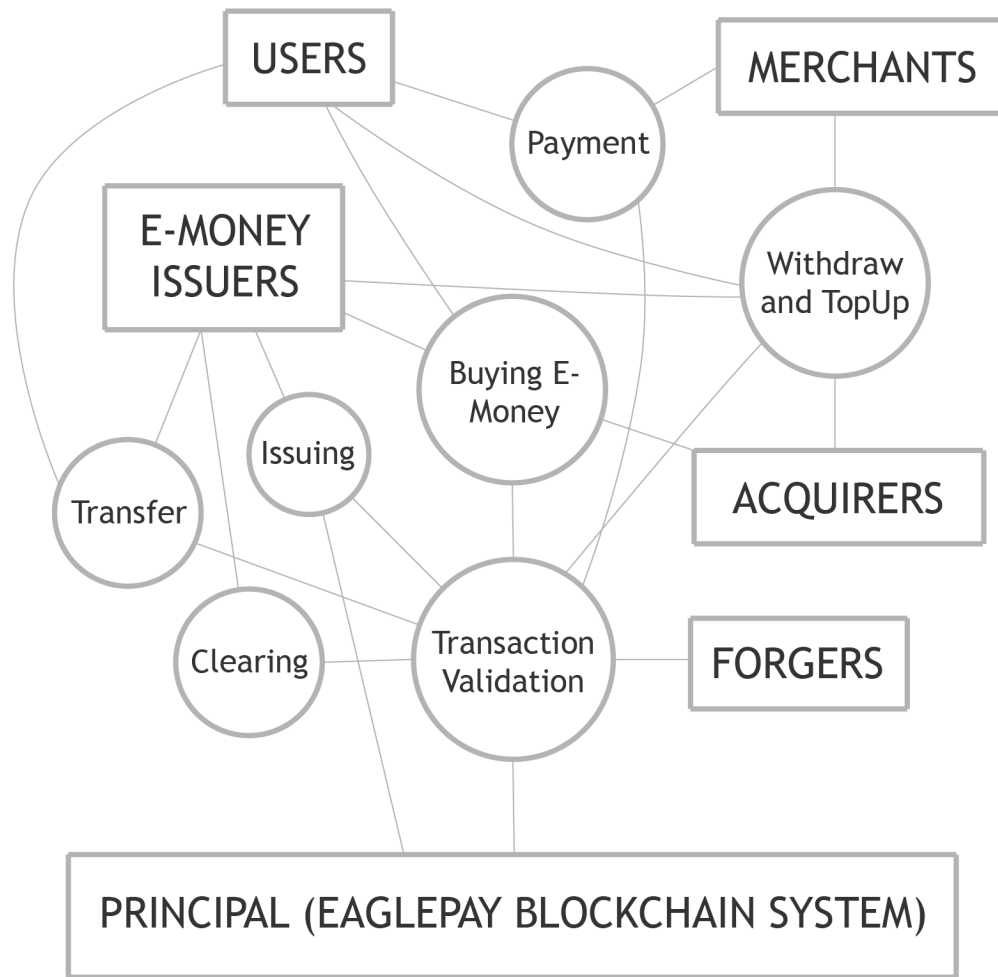 USERS
MERCHANTS
Payment
E-MONEY
ISSUERS
Withdraw
and TopUp
Buying E-
Money
Issuing
Transfer
ACQUIRERS
Clearing
Transaction
Validation
FORGERS
PRINCIPAL (EAGLEPAY BLOCKCHAIN SYSTEM)